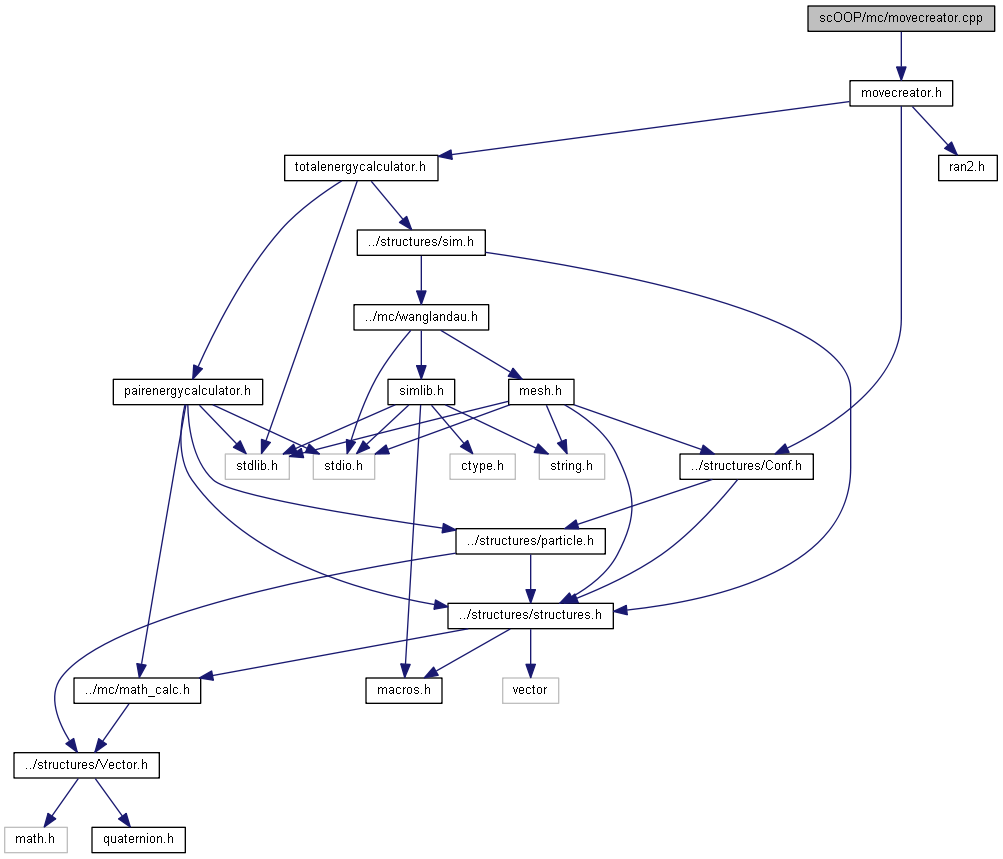 scOOP/mc/movecreator.cpp
movecreator.h
totalenergycalculator.h
ran2.h
../structures/sim.h
../mc/wanglandau.h
pairenergycalculator.h
simlib.h
mesh.h
stdlib.h
stdio.h
ctype.h
string.h
../structures/Conf.h
../structures/particle.h
../structures/structures.h
../mc/math_calc.h
macros.h
vector
../structures/Vector.h
math.h
quaternion.h